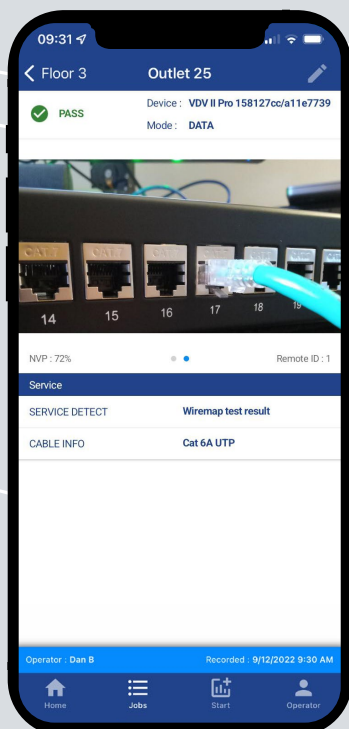 09:31
Floor 3
Outlet 25
PASS
Device : VDV II Pro 158127cc/a11e7739
Mode : DATA
CAT.7 CAT.7 CAT.7
14 15 16 17 18 19
NVP : 72%
Remote ID : 1
Service
SERVICE DETECT Wiremap test result
CABLE INFO Cat 6A UTP
Operator : Dan B
Recorded : 9/12/2022 9:30 AM
Home Jobs Start Operator